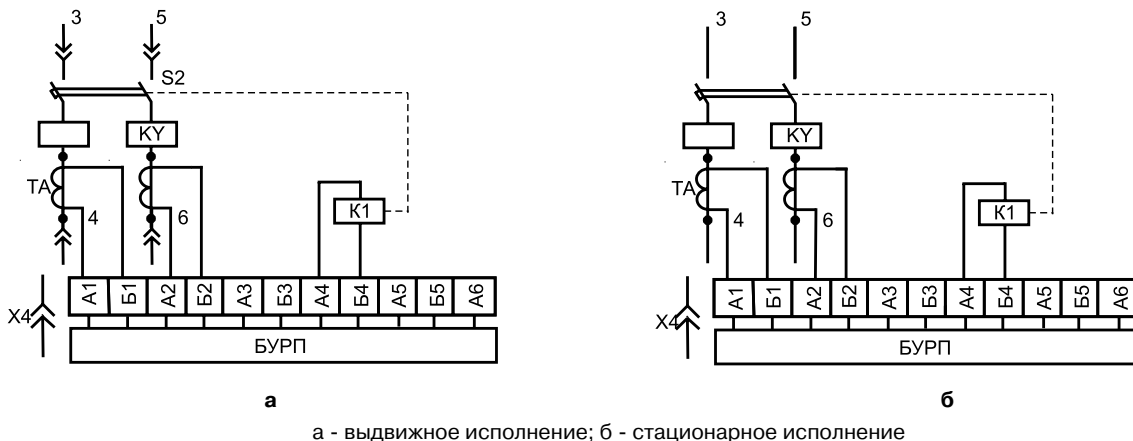 3 5
S2
KY
TA
4 6
К1
А1 Б1 А2 Б2 А3 Б3 А4 Б4 А5 Б5 А6
X4
БУРП
а
3 5
KY
TA
4 6
К1
А1 Б1 А2 Б2 А3 Б3 А4 Б4 А5 Б5 А6
X4
БУРП
б
а - выдвижное исполнение; б - стационарное исполнение